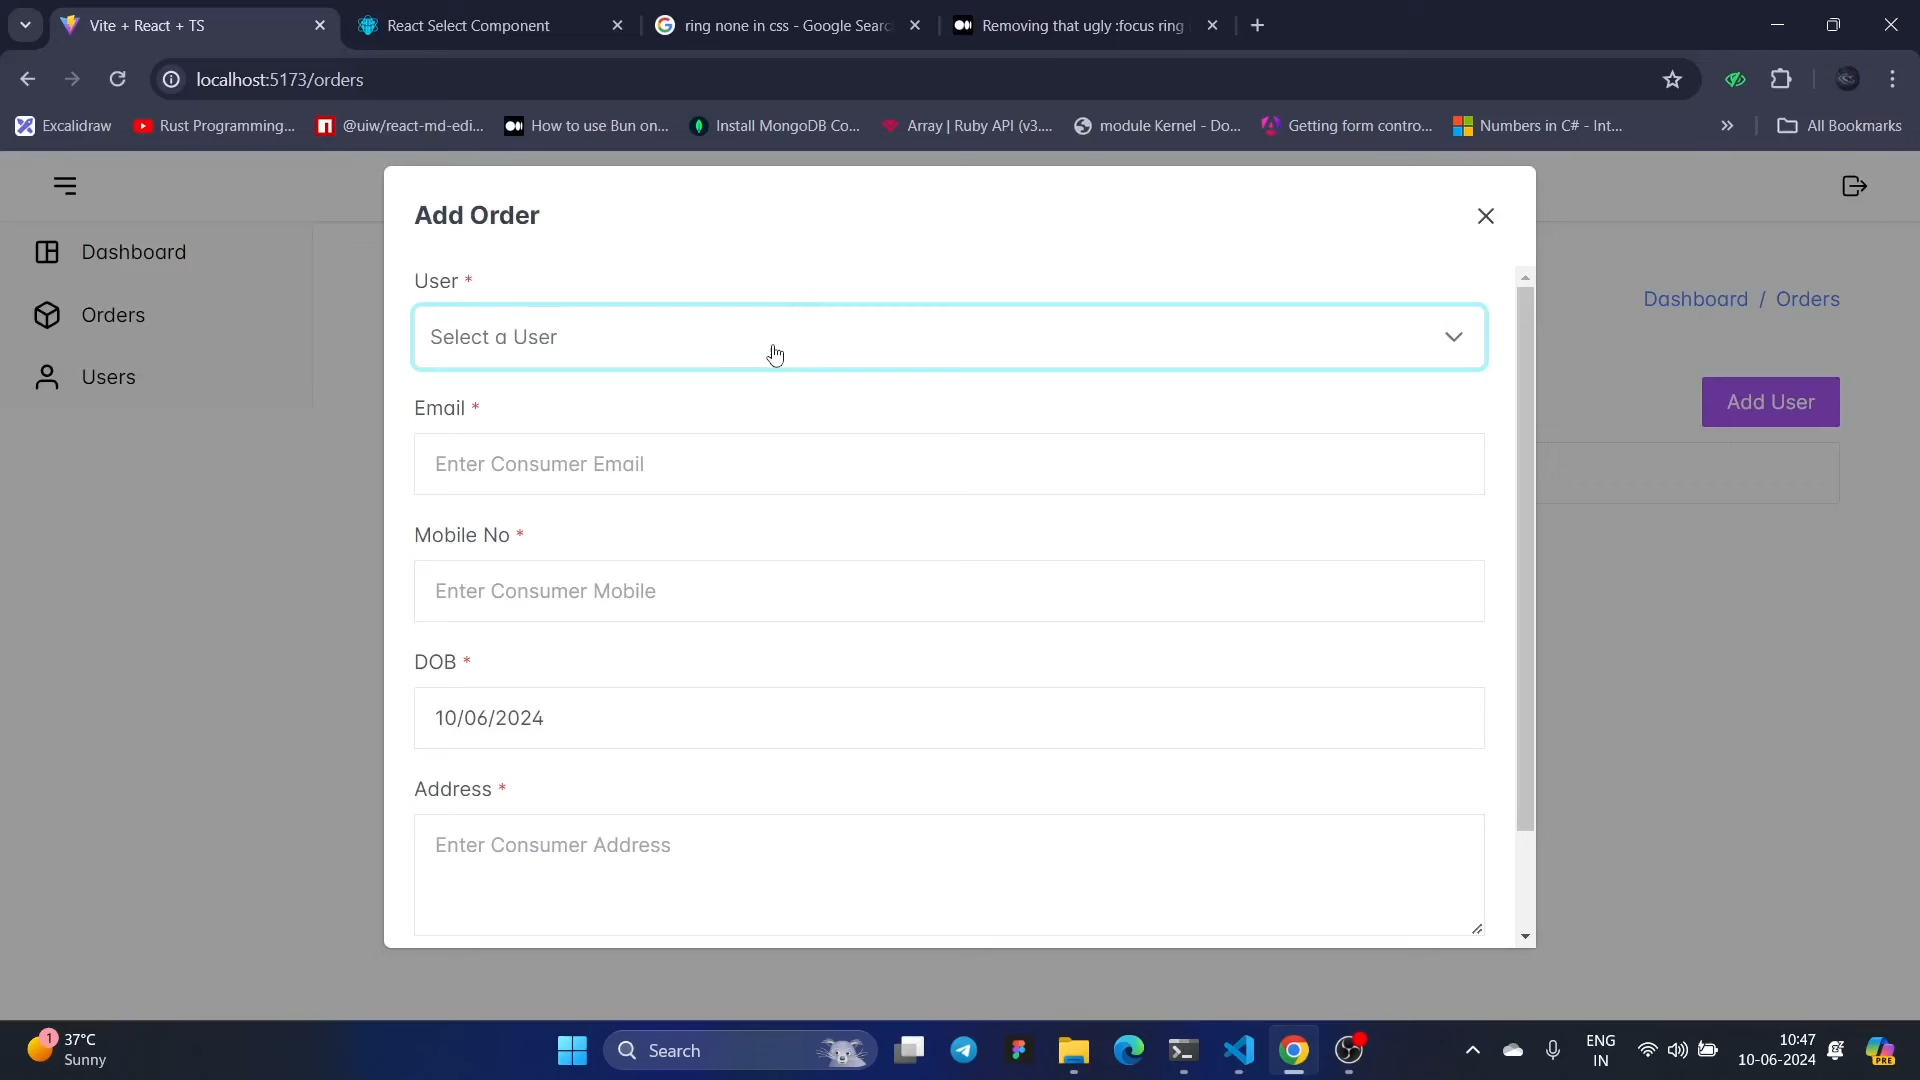 Vite + React + TS
React Select Component
ring none in css - Google Searc
Removing that ugly :focus ring
localhost:5173/orders
Excalidraw
Rust Programming...
@uiw/react-md-edi...
How to use Bun on...
Install MongoDB Co...
Array | Ruby API (v3....
module Kernel - Do...
Getting form contro...
Numbers in C# - Int...
All Bookmarks
Dashboard
Orders
Users
Add Order
User *
Select a User
Email *
Enter Consumer Email
Mobile No *
Enter Consumer Mobile
DOB *
10/06/2024
Address *
Enter Consumer Address
Dashboard / Orders
Add User
1
37°C
Sunny
Search
PRE
ENG
IN
10:47
10-06-2024